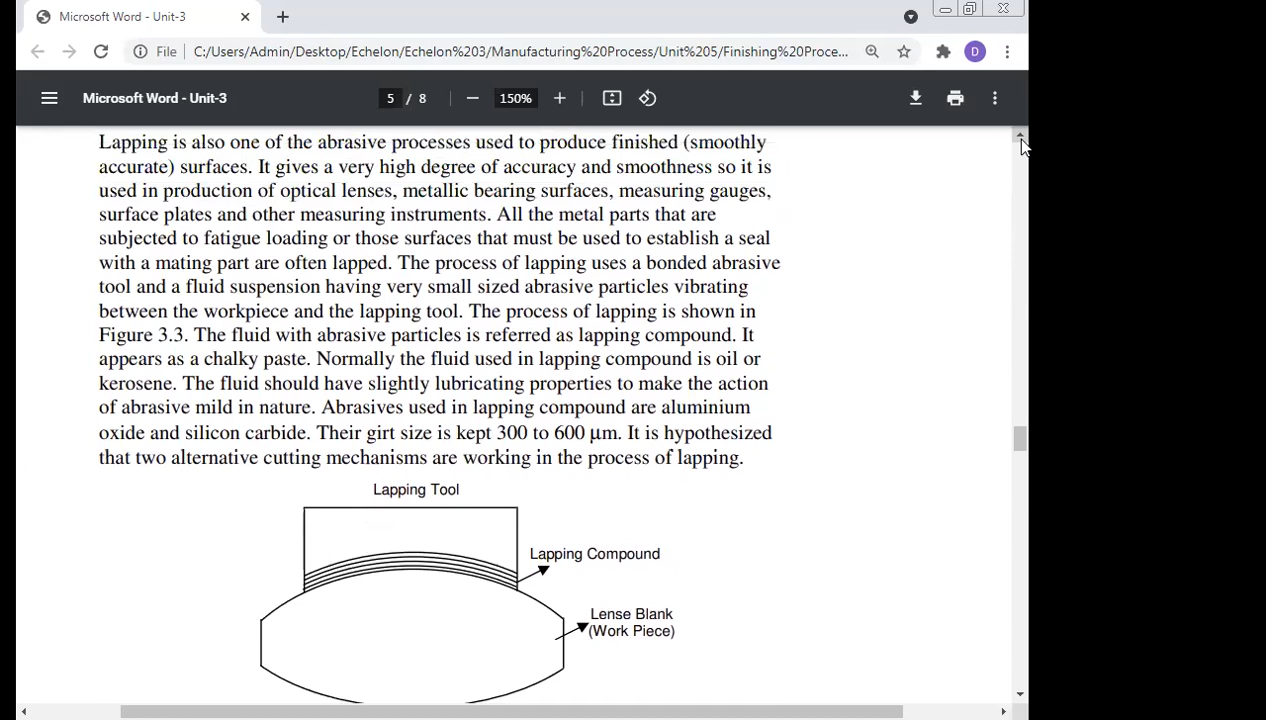 Microsoft Word - Unit-3
File
C:/Users/Admin/Desktop/Echelon/Echelon%203/Manufacturing%20Process/Unit%205/Finishing%20Proce...
D
Microsoft Word - Unit-3
5 / 8
150%
Lapping is also one of the abrasive processes used to produce finished (smoothly
accurate) surfaces. It gives a very high degree of accuracy and smoothness so it is
used in production of optical lenses, metallic bearing surfaces, measuring gauges,
surface plates and other measuring instruments. All the metal parts that are
subjected to fatigue loading or those surfaces that must be used to establish a seal
with a mating part are often lapped. The process of lapping uses a bonded abrasive
tool and a fluid suspension having very small sized abrasive particles vibrating
between the workpiece and the lapping tool. The process of lapping is shown in
Figure 3.3. The fluid with abrasive particles is referred as lapping compound. It
appears as a chalky paste. Normally the fluid used in lapping compound is oil or
kerosene. The fluid should have slightly lubricating properties to make the action
of abrasive mild in nature. Abrasives used in lapping compound are aluminium
oxide and silicon carbide. Their girt size is kept 300 to 600 μm. It is hypothesized
that two alternative cutting mechanisms are working in the process of lapping.
Lapping Tool
Lapping Compound
Lense Blank
(Work Piece)